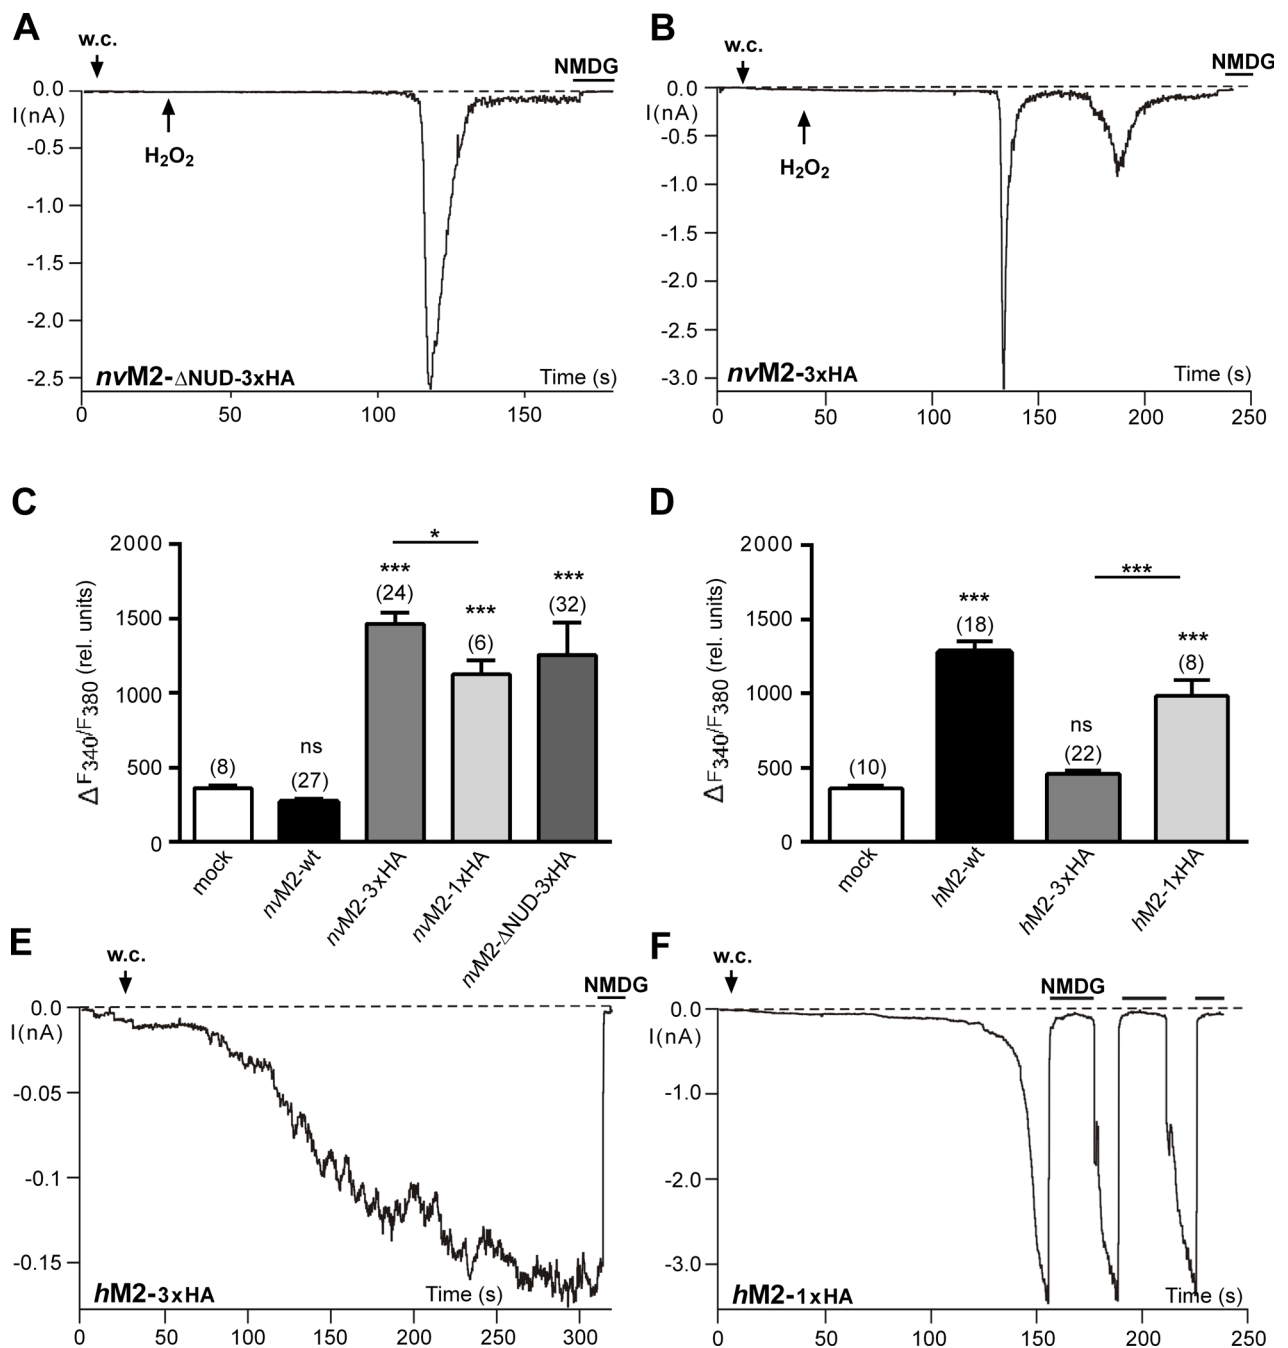 A
w.c.
NMDG
0.0
I(nA)
H2O2
-0.5
-1.0
-1.5
-2.0
-2.5
nvM2-ΔNUD-3xHA
Time (s)
0
50
100
150
B
w.c.
NMDG
0.0
I(nA)
H2O2
-0.5
-1.0
-1.5
-2.0
-2.5
-3.0
nvM2-3xHA
Time (s)
0
50
100
150
200
250
C
ΔF340/F380 (rel. units)
2000
1500
1000
500
0
*
***
(24)
***
(6)
***
(32)
(8)
ns
(27)
mock
nvM2-wt
nvM2-3xHA
nvM2-1xHA
nvM2-ΔNUD-3xHA
D
ΔF340/F380 (rel. units)
2000
1500
1000
500
0
***
***
(18)
***
(8)
(10)
ns
(22)
mock
hM2-wt
hM2-3xHA
hM2-1xHA
E
w.c.
NMDG
0.0
I(nA)
-0.05
-0.1
-0.15
hM2-3xHA
Time (s)
0
50
100
150
200
250
300
F
w.c.
NMDG
0.0
I(nA)
-1.0
-2.0
-3.0
hM2-1xHA
Time (s)
0
50
100
150
200
250